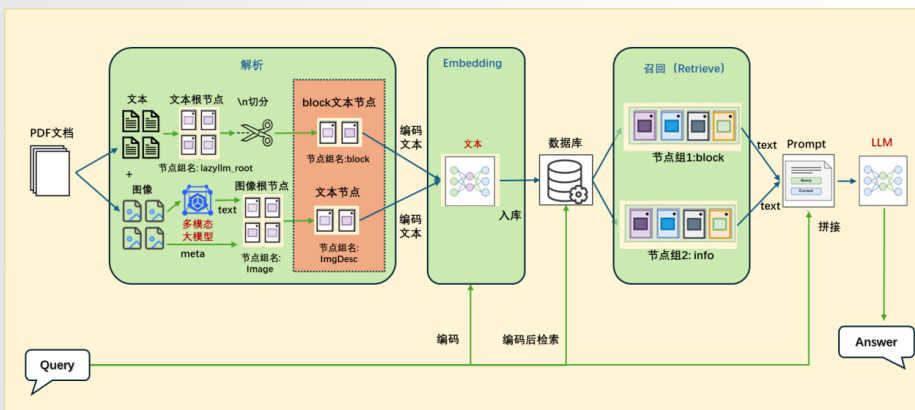 解析
Embedding
召回（Retrieve）
PDF文档
文本
文本根节点
\n切分
block文本节点
节点组名: lazyllm_root
节点组名:block
+
图像
多模态
大模型
text
meta
图像根节点
节点组名:
Image
文本节点
节点组名:
ImgDesc
编码
文本
编码
文本
文本
入库
数据库
节点组1:block
节点组2: info
text
text
Prompt
Query
Context
拼接
LLM
Answer
编码
编码后检索
Query